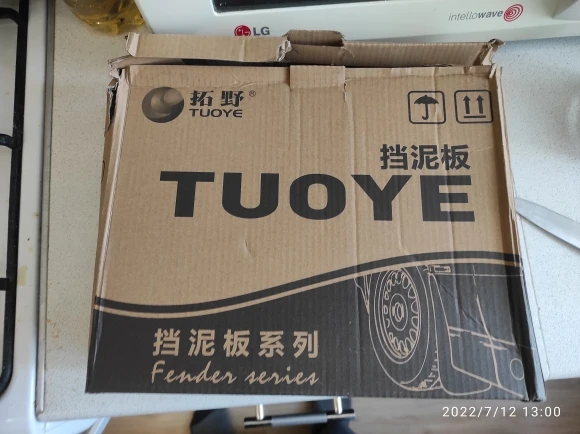 LG
intellowave
拓野®
TUOYE
挡泥板
TUOYE
挡泥板系列
Fender series
2022/7/12 13:00